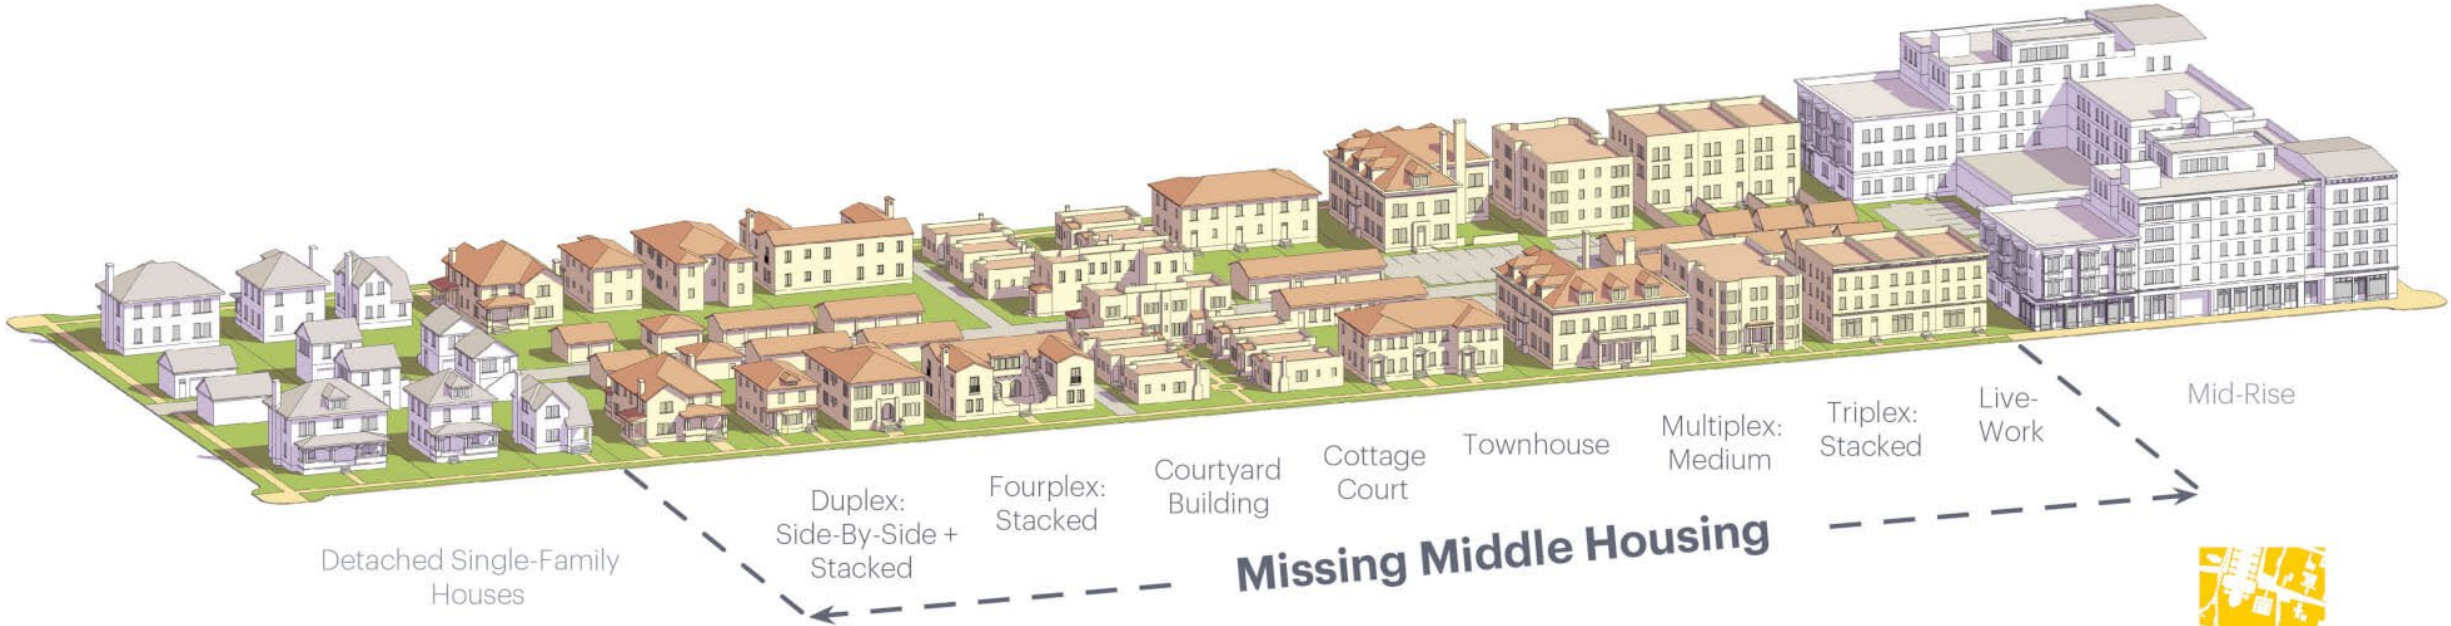 Detached Single-Family
Houses
Duplex:
Side-By-Side +
Stacked
Fourplex:
Stacked
Courtyard
Building
Cottage
Court
Townhouse
Multiplex:
Medium
Triplex:
Stacked
Live-
Work
Mid-Rise
Missing Middle Housing